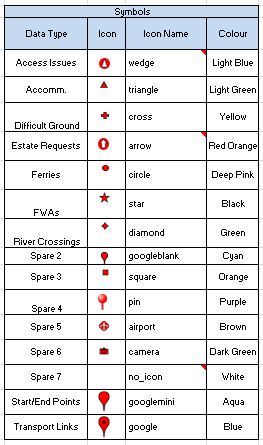 Symbols
Data Type Icon Icon Name Colour
Access Issues wedge Light Blue
Accomm. triangle Light Green
Difficult Ground cross Yellow
Estate Requests arrow Red Orange
Ferries circle Deep Pink
FWAs star Black
River Crossings diamond Green
Spare 2 googleblank Cyan
Spare 3 square Orange
Spare 4 pin Purple
Spare 5 airport Brown
Spare 6 camera Dark Green
Spare 7 no_icon White
Start/End Points googlemini Aqua
Transport Links google Blue